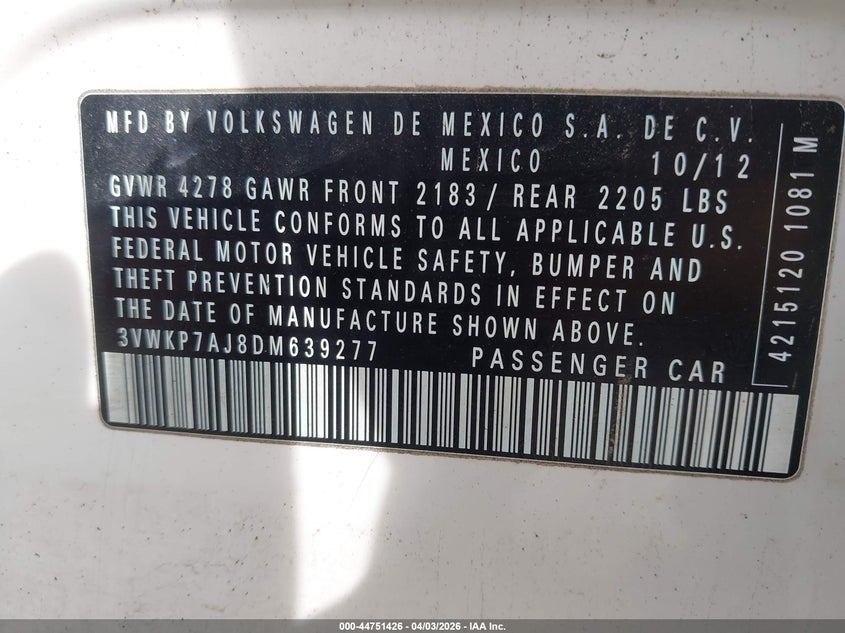 MFD BY VOLKSWAGEN DE MEXICO S.A. DE C.V.
MEXICO 10/12
GVWR 4278 GAWR FRONT 2183 / REAR 2205 LBS
THIS VEHICLE CONFORMS TO ALL APPLICABLE U.S.
FEDERAL MOTOR VEHICLE SAFETY, BUMPER AND
THEFT PREVENTION STANDARDS IN EFFECT ON
THE DATE OF MANUFACTURE SHOWN ABOVE.
3VWKP7AJ8DM639277 PASSENGER CAR
4215120 1081 M
000-44751426 - 04/03/2026 - IAA Inc.